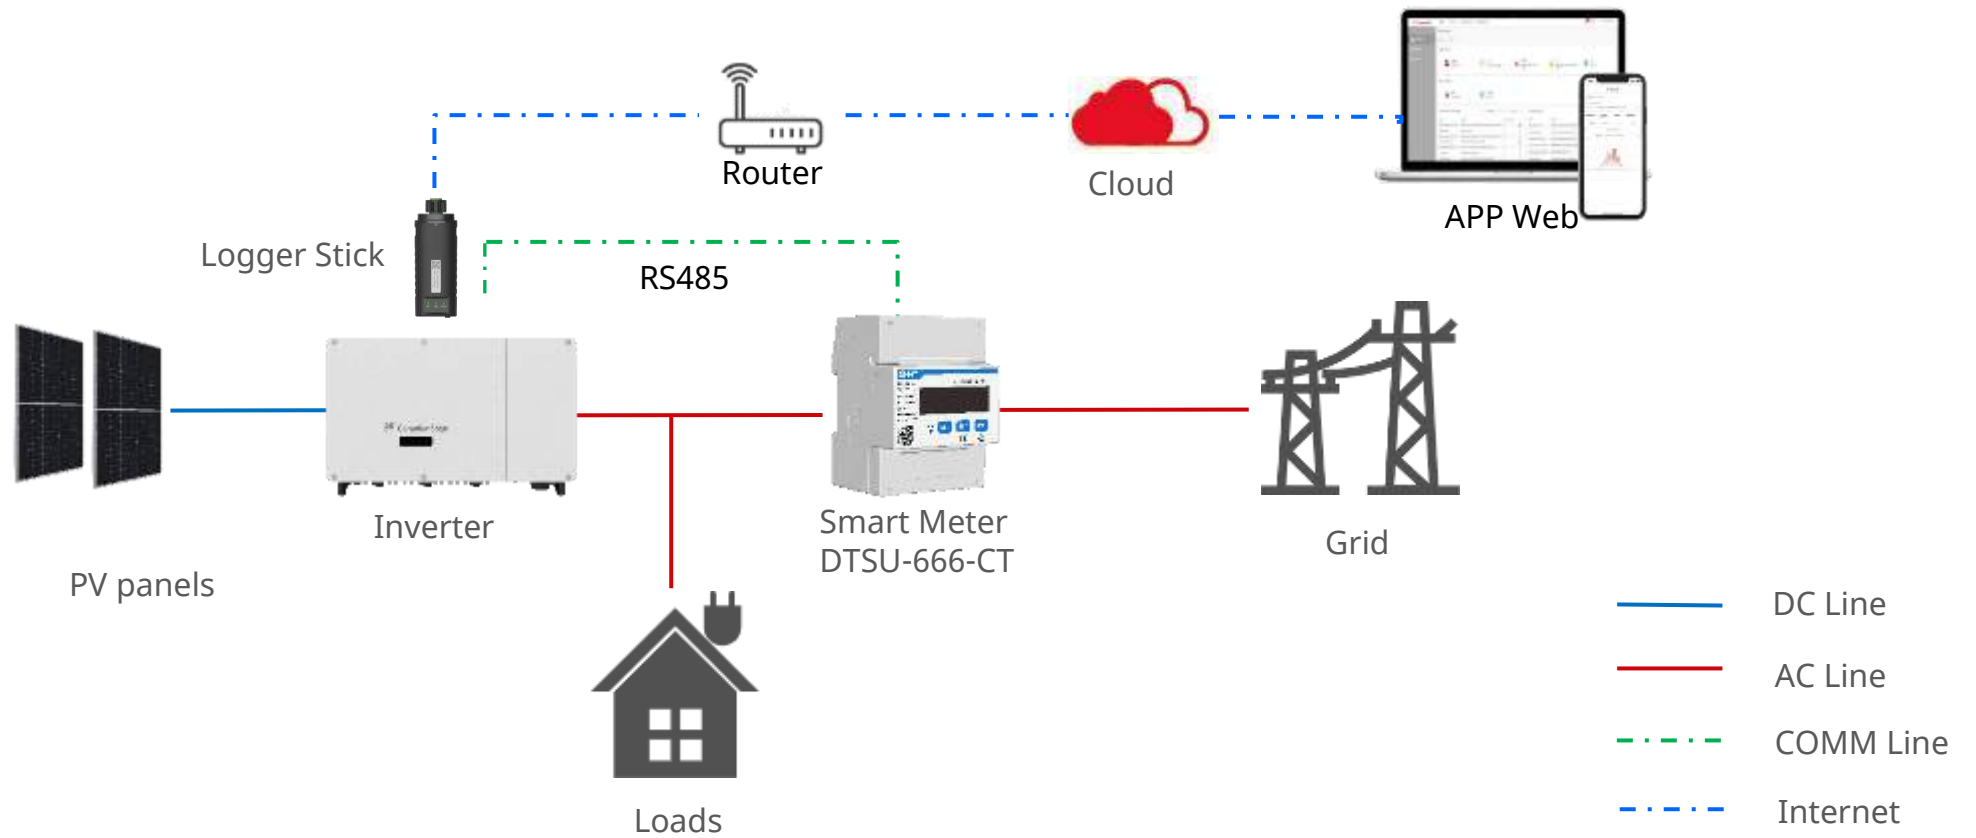 Router
Cloud
APP Web
Logger Stick
RS485
Inverter
Smart Meter
DTSU-666-CT
Grid
PV panels
DC Line
AC Line
COMM Line
Internet
Loads